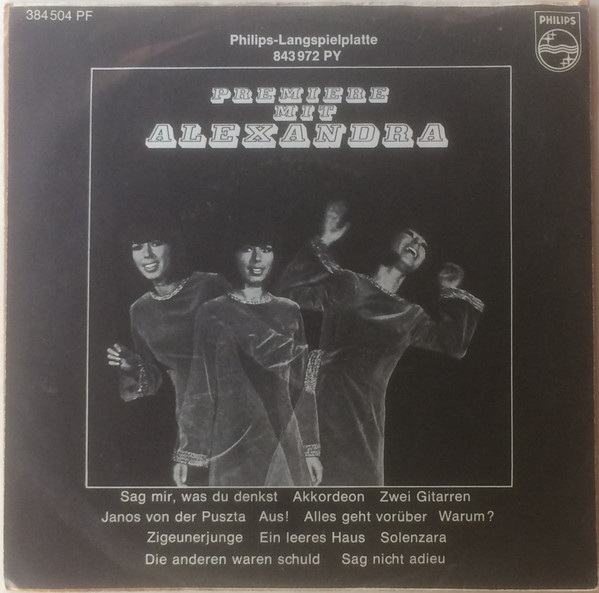 384 504 PF
Philips-Langspielplatte
843 972 PY
PHILIPS
PREMIERE
MIT
ALEXANDRA
Sag mir, was du denkst Akkordeon Zwei Gitarren
Janos von der Puszta Aus! Alles geht vorüber Warum?
Zigeunerjunge Ein leeres Haus Solenzara
Die anderen waren schuld Sag nicht adieu